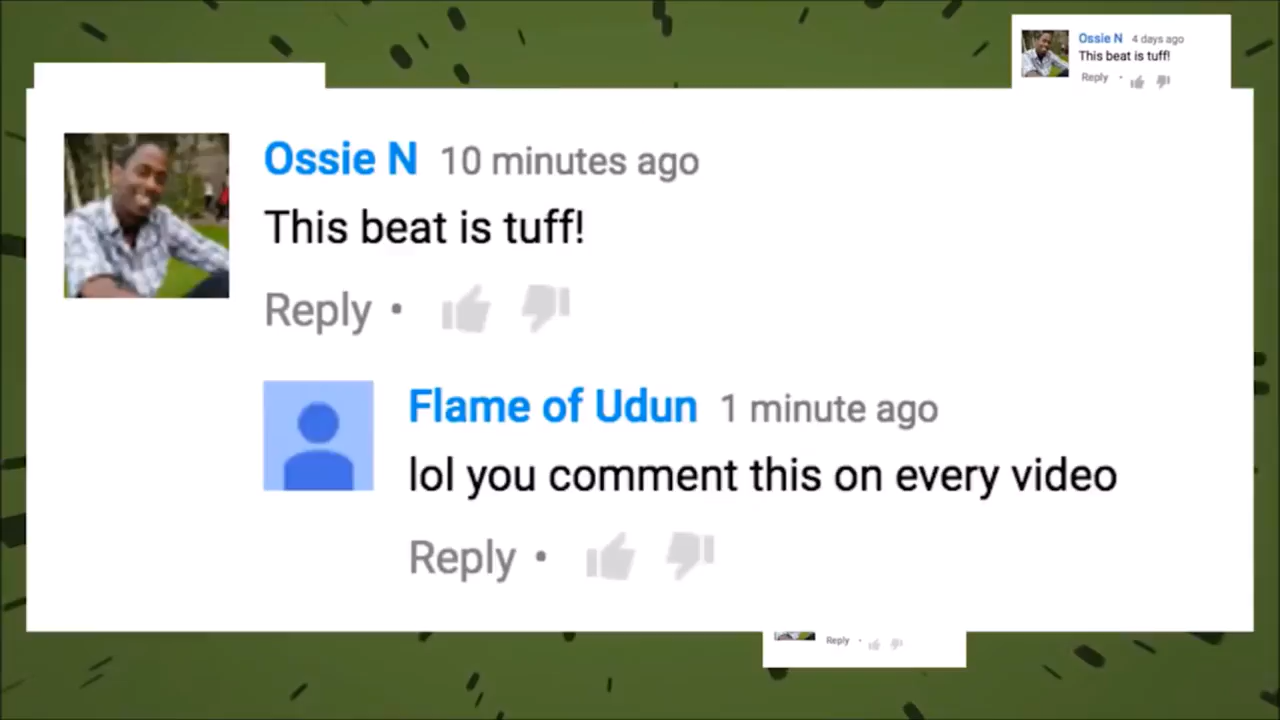 Ossie N 4 days ago
This beat is tuff!
Reply •
Ossie N 10 minutes ago
This beat is tuff!
Reply •
Flame of Udun 1 minute ago
lol you comment this on every video
Reply •
Reply •